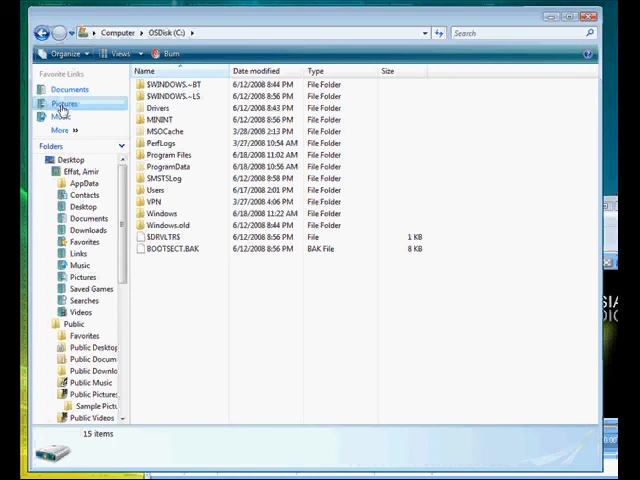 Computer ▸ OSDisk (C:) ▸
Search
Organize Views Burn
Favorite Links
Documents
Pictures
More »
Folders
Desktop
Effat, Amir
AppData
Contacts
Desktop
Documents
Downloads
Favorites
Links
Music
Pictures
Saved Games
Searches
Videos
Public
Favorites
Public Desktop
Public Docum
Public Downlo
Public Music
Public Pictures
Sample Pictu
Public Videos
Name Date modified Type Size
$WINDOWS.~BT 6/12/2008 8:44 PM File Folder
$WINDOWS.~LS 6/12/2008 8:56 PM File Folder
Drivers 6/12/2008 8:43 PM File Folder
MININT 6/12/2008 8:56 PM File Folder
MSOCache 3/28/2008 2:13 PM File Folder
PerfLogs 3/27/2008 10:54 AM File Folder
Program Files 6/18/2008 11:02 AM File Folder
ProgramData 6/18/2008 10:56 AM File Folder
SMSTSLog 6/12/2008 8:58 PM File Folder
Users 6/17/2008 2:01 PM File Folder
VPN 3/27/2008 4:06 PM File Folder
Windows 6/18/2008 11:22 AM File Folder
Windows.old 6/12/2008 8:44 PM File Folder
$DRVLTR$ 6/12/2008 8:56 PM File 1 KB
BOOTSECT.BAK 6/12/2008 8:56 PM BAK File 8 KB
15 items